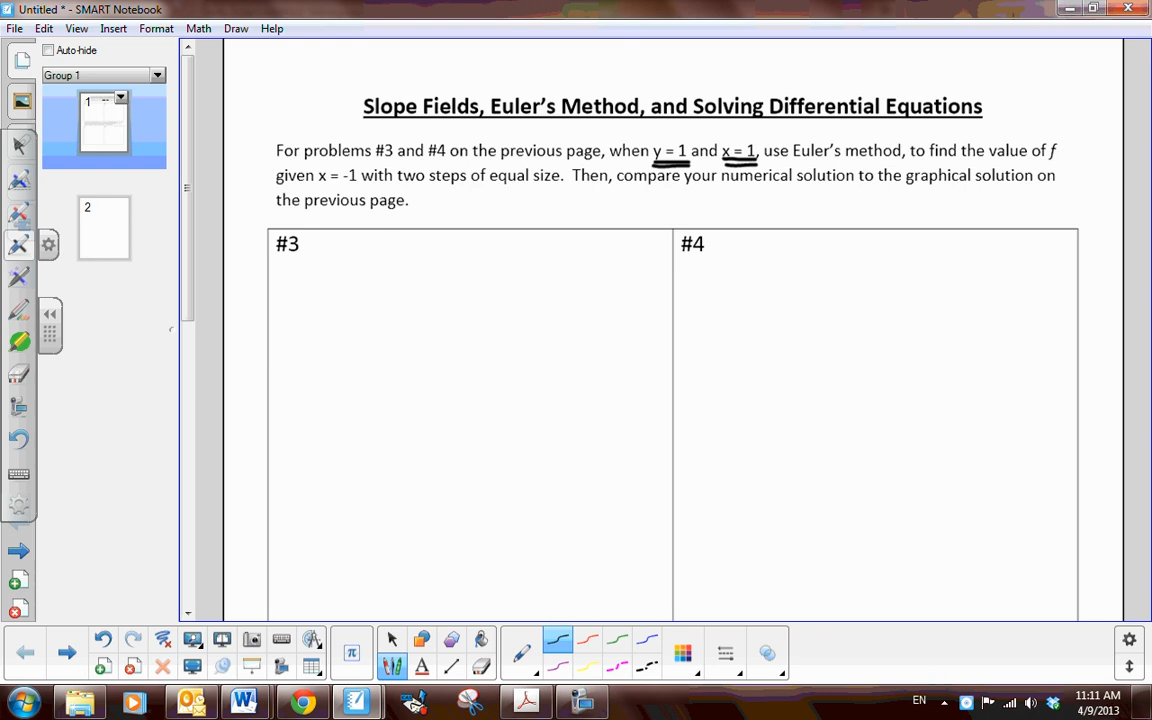 Untitled * - SMART Notebook
File Edit View Insert Format Math Draw Help
Auto-hide
Group 1
1
2
Slope Fields, Euler's Method, and Solving Differential Equations
For problems #3 and #4 on the previous page, when y = 1 and x = 1, use Euler's method, to find the value of f
given x = -1 with two steps of equal size. Then, compare your numerical solution to the graphical solution on
the previous page.
#3 #4
π
A
EN
11:11 AM
4/9/2013